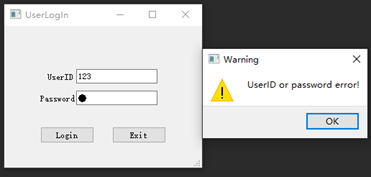 UserLogIn
UserID 123
Password ●
Login Exit
Warning
UserID or password error!
OK